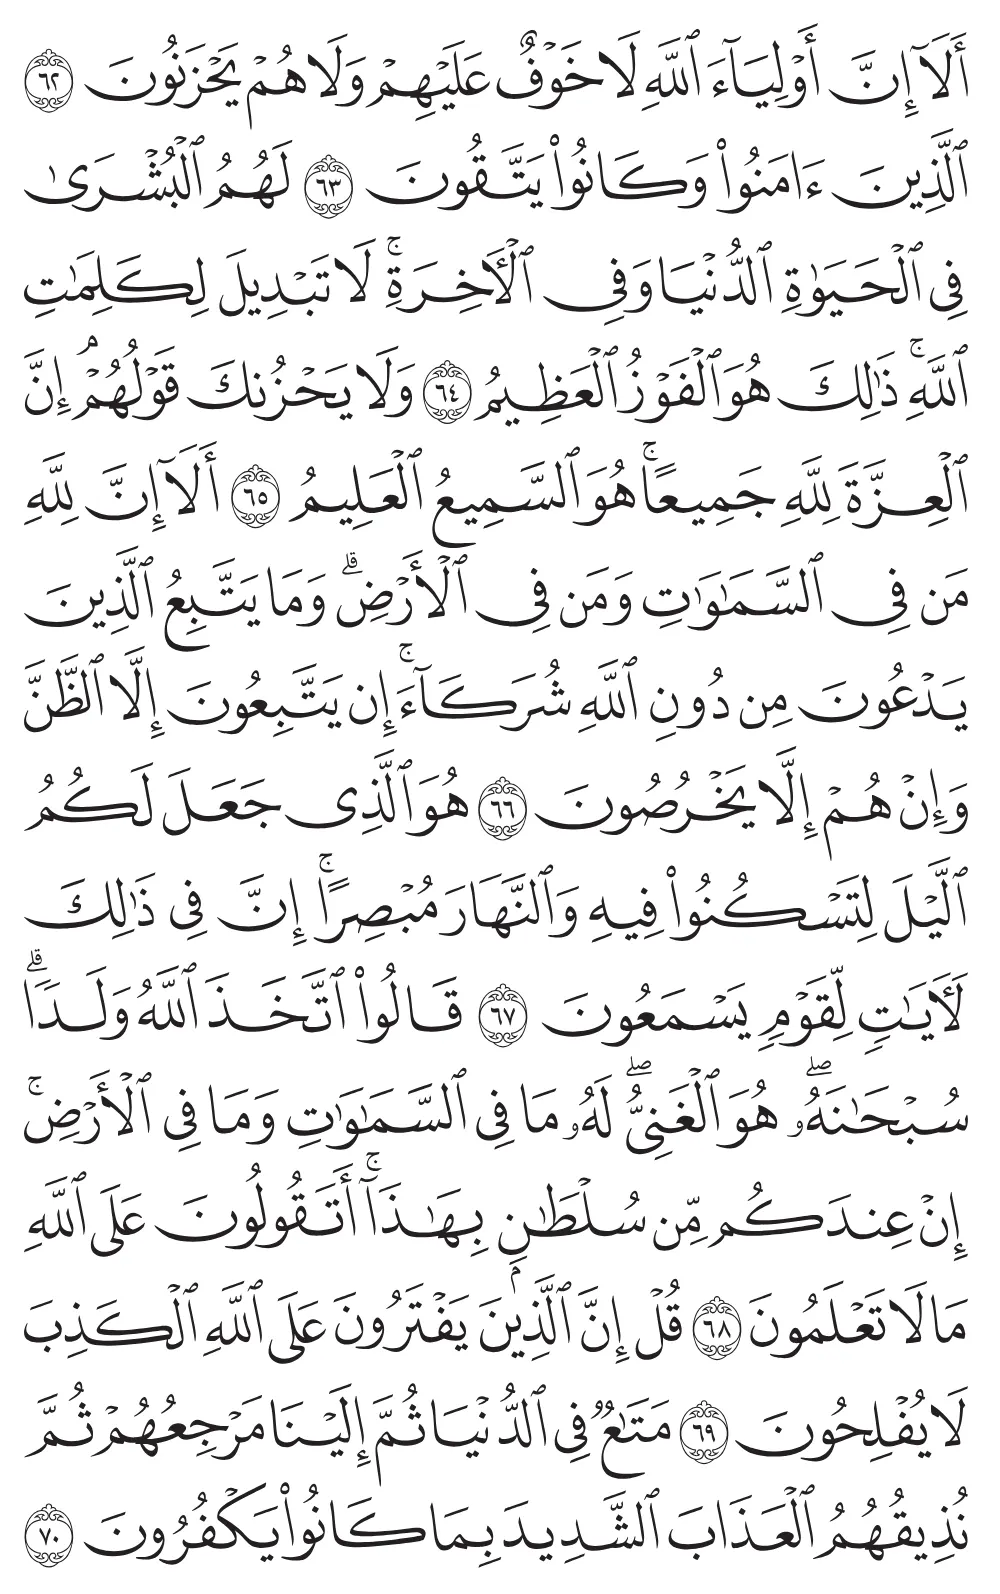 أَلَآ إِنَّ أَوْلِيَآءَ ٱللَّهِ لَا خَوْفٌ عَلَيْهِمْ وَلَا هُمْ يَحْزَنُونَ ٦٢
ٱلَّذِينَ ءَامَنُوا۟ وَكَانُوا۟ يَتَّقُونَ ٦٣ لَهُمُ ٱلْبُشْرَىٰ
فِى ٱلْحَيَوٰةِ ٱلدُّنْيَا وَفِى ٱلْأَخِرَةِ ۚ لَا تَبْدِيلَ لِكَلِمَٰتِ
ٱللَّهِ ۚ ذَٰلِكَ هُوَ ٱلْفَوْزُ ٱلْعَظِيمُ ٦٤ وَلَا يَحْزُنكَ قَوْلُهُمْ ۘ إِنَّ
ٱلْعِزَّةَ لِلَّهِ جَمِيعًا ۚ هُوَ ٱلسَّمِيعُ ٱلْعَلِيمُ ٦٥ أَلَآ إِنَّ لِلَّهِ
مَن فِى ٱلسَّمَٰوَٰتِ وَمَن فِى ٱلْأَرْضِ ۗ وَمَا يَتَّبِعُ ٱلَّذِينَ
يَدْعُونَ مِن دُونِ ٱللَّهِ شُرَكَآءَ ۚ إِن يَتَّبِعُونَ إِلَّا ٱلظَّنَّ
وَإِنْ هُمْ إِلَّا يَخْرُصُونَ ٦٦ هُوَ ٱلَّذِى جَعَلَ لَكُمُ
ٱلَّيْلَ لِتَسْكُنُوا۟ فِيهِ وَٱلنَّهَارَ مُبْصِرًا ۚ إِنَّ فِى ذَٰلِكَ
لَأَيَٰتٍ لِّقَوْمٍ يَسْمَعُونَ ٦٧ قَالُوا۟ ٱتَّخَذَ ٱللَّهُ وَلَدًا ۗ
سُبْحَٰنَهُۥ ۖ هُوَ ٱلْغَنِىُّ ۖ لَهُۥ مَا فِى ٱلسَّمَٰوَٰتِ وَمَا فِى ٱلْأَرْضِ ۚ
إِنْ عِندَكُم مِّن سُلْطَٰنٍۭ بِهَٰذَآ ۚ أَتَقُولُونَ عَلَى ٱللَّهِ
مَا لَا تَعْلَمُونَ ٦٨ قُلْ إِنَّ ٱلَّذِينَ يَفْتَرُونَ عَلَى ٱللَّهِ ٱلْكَذِبَ
لَا يُفْلِحُونَ ٦٩ مَتَٰعٌ فِى ٱلدُّنْيَا ثُمَّ إِلَيْنَا مَرْجِعُهُمْ ثُمَّ
نُذِيقُهُمُ ٱلْعَذَابَ ٱلشَّدِيدَ بِمَا كَانُوا۟ يَكْفُرُونَ ٧٠